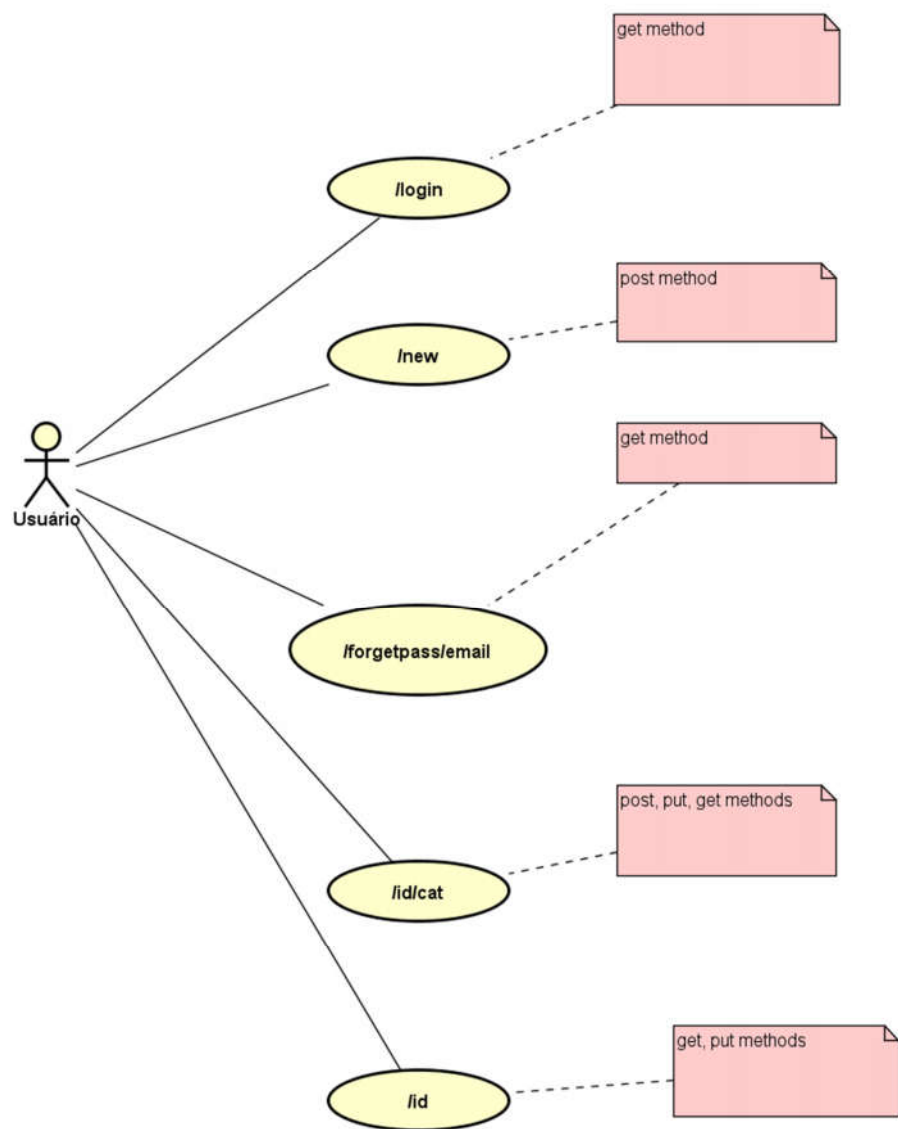 get method
/login
post method
/new
get method
Usuário
/forgetpass/email
post, put, get methods
/id/cat
get, put methods
/id